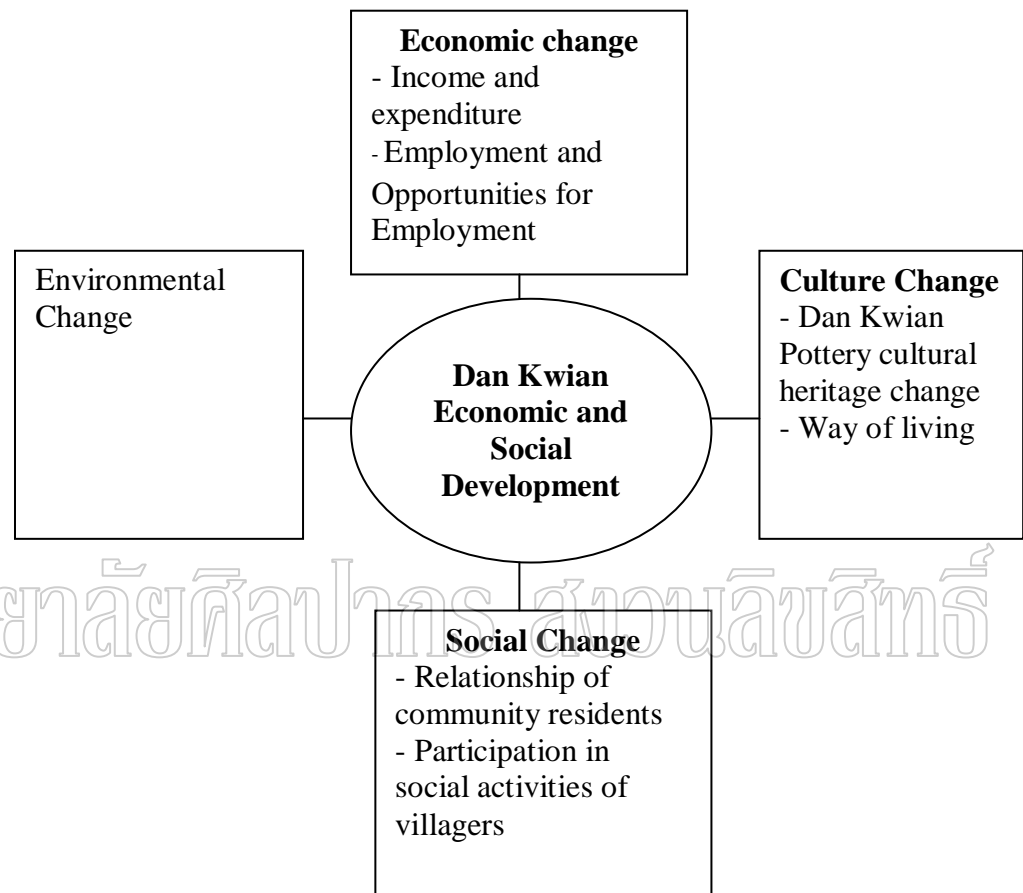 Economic change
- Income and
expenditure
- Employment and
Opportunities for
Employment
Environmental
Change
Culture Change
- Dan Kwian
Pottery cultural
heritage change
- Way of living
Dan Kwian
Economic and
Social
Development
ยาลัยศิลปากร สงวนลิขสิทธิ์
Social Change
- Relationship of
community residents
- Participation in
social activities of
villagers